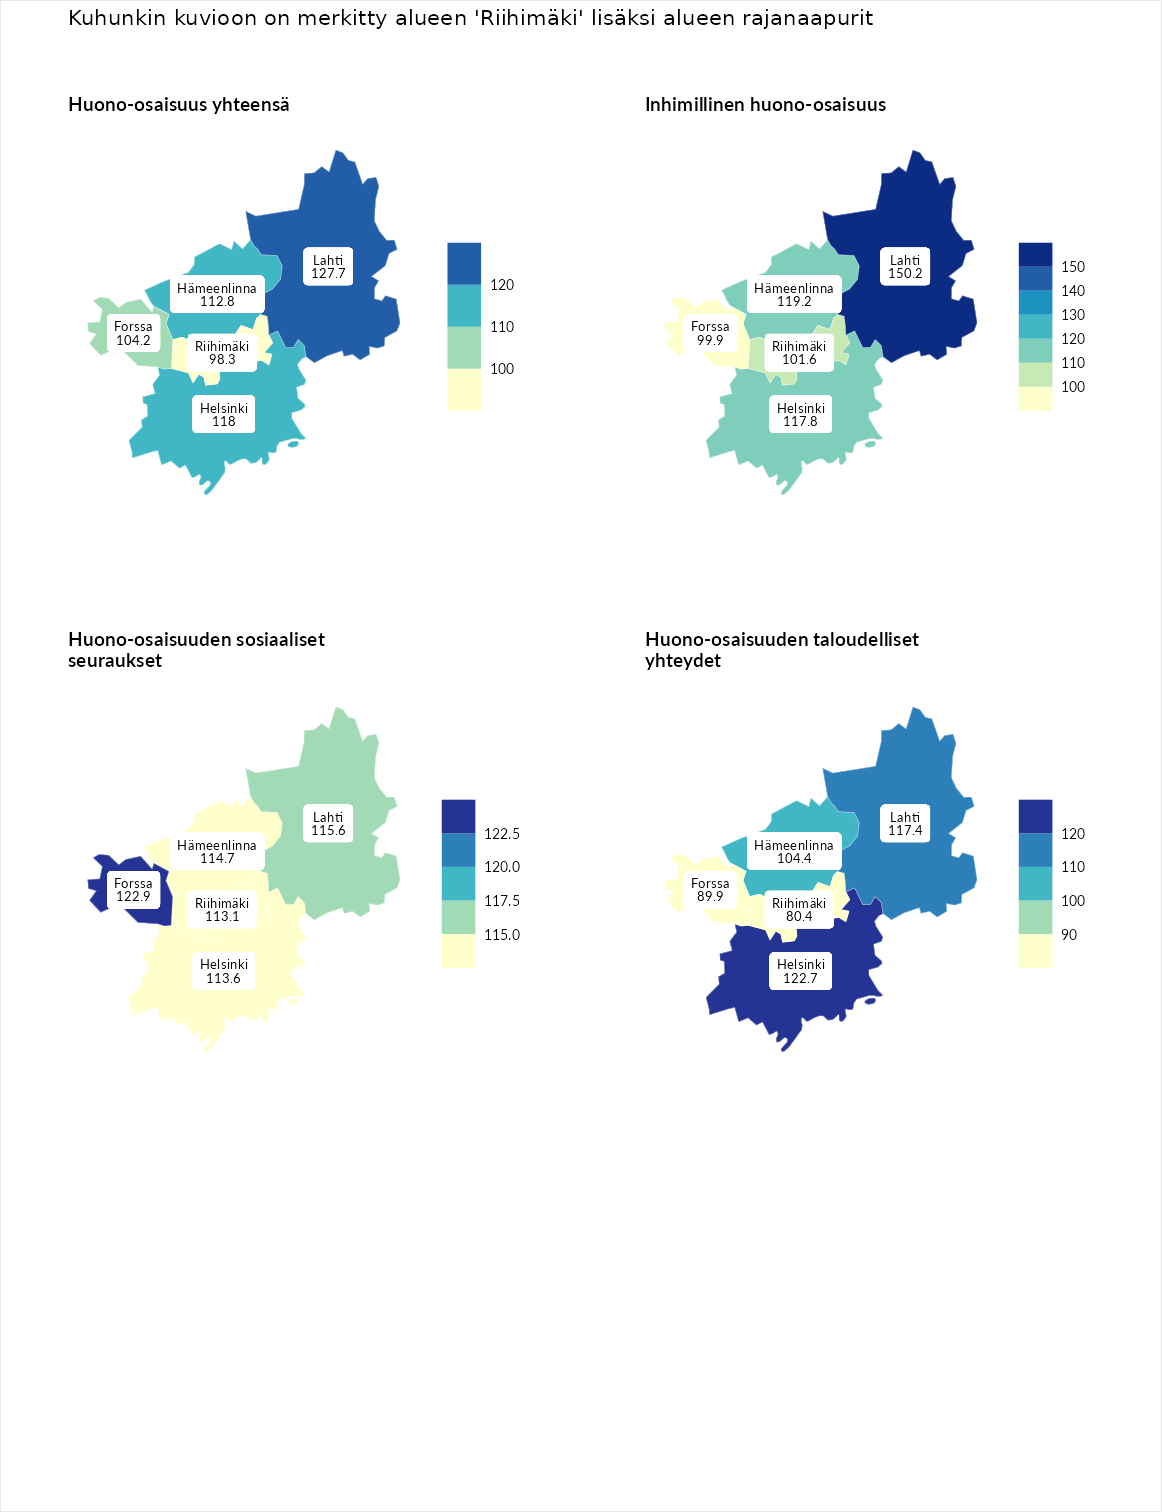 Kuhunkin kuvioon on merkitty alueen 'Riihimäki' lisäksi alueen rajanaapurit
Huono-osaisuus yhteensä
Lahti
127.7
Hämeenlinna
112.8
Forssa
104.2
Riihimäki
98.3
Helsinki
118
120
110
100
Inhimillinen huono-osaisuus
Lahti
150.2
Hämeenlinna
119.2
Forssa
99.9
Riihimäki
101.6
Helsinki
117.8
150
140
130
120
110
100
Huono-osaisuuden sosiaaliset
seuraukset
Lahti
115.6
Hämeenlinna
114.7
Forssa
122.9
Riihimäki
113.1
Helsinki
113.6
122.5
120.0
117.5
115.0
Huono-osaisuuden taloudelliset
yhteydet
Lahti
117.4
Hämeenlinna
104.4
Forssa
89.9
Riihimäki
80.4
Helsinki
122.7
120
110
100
90